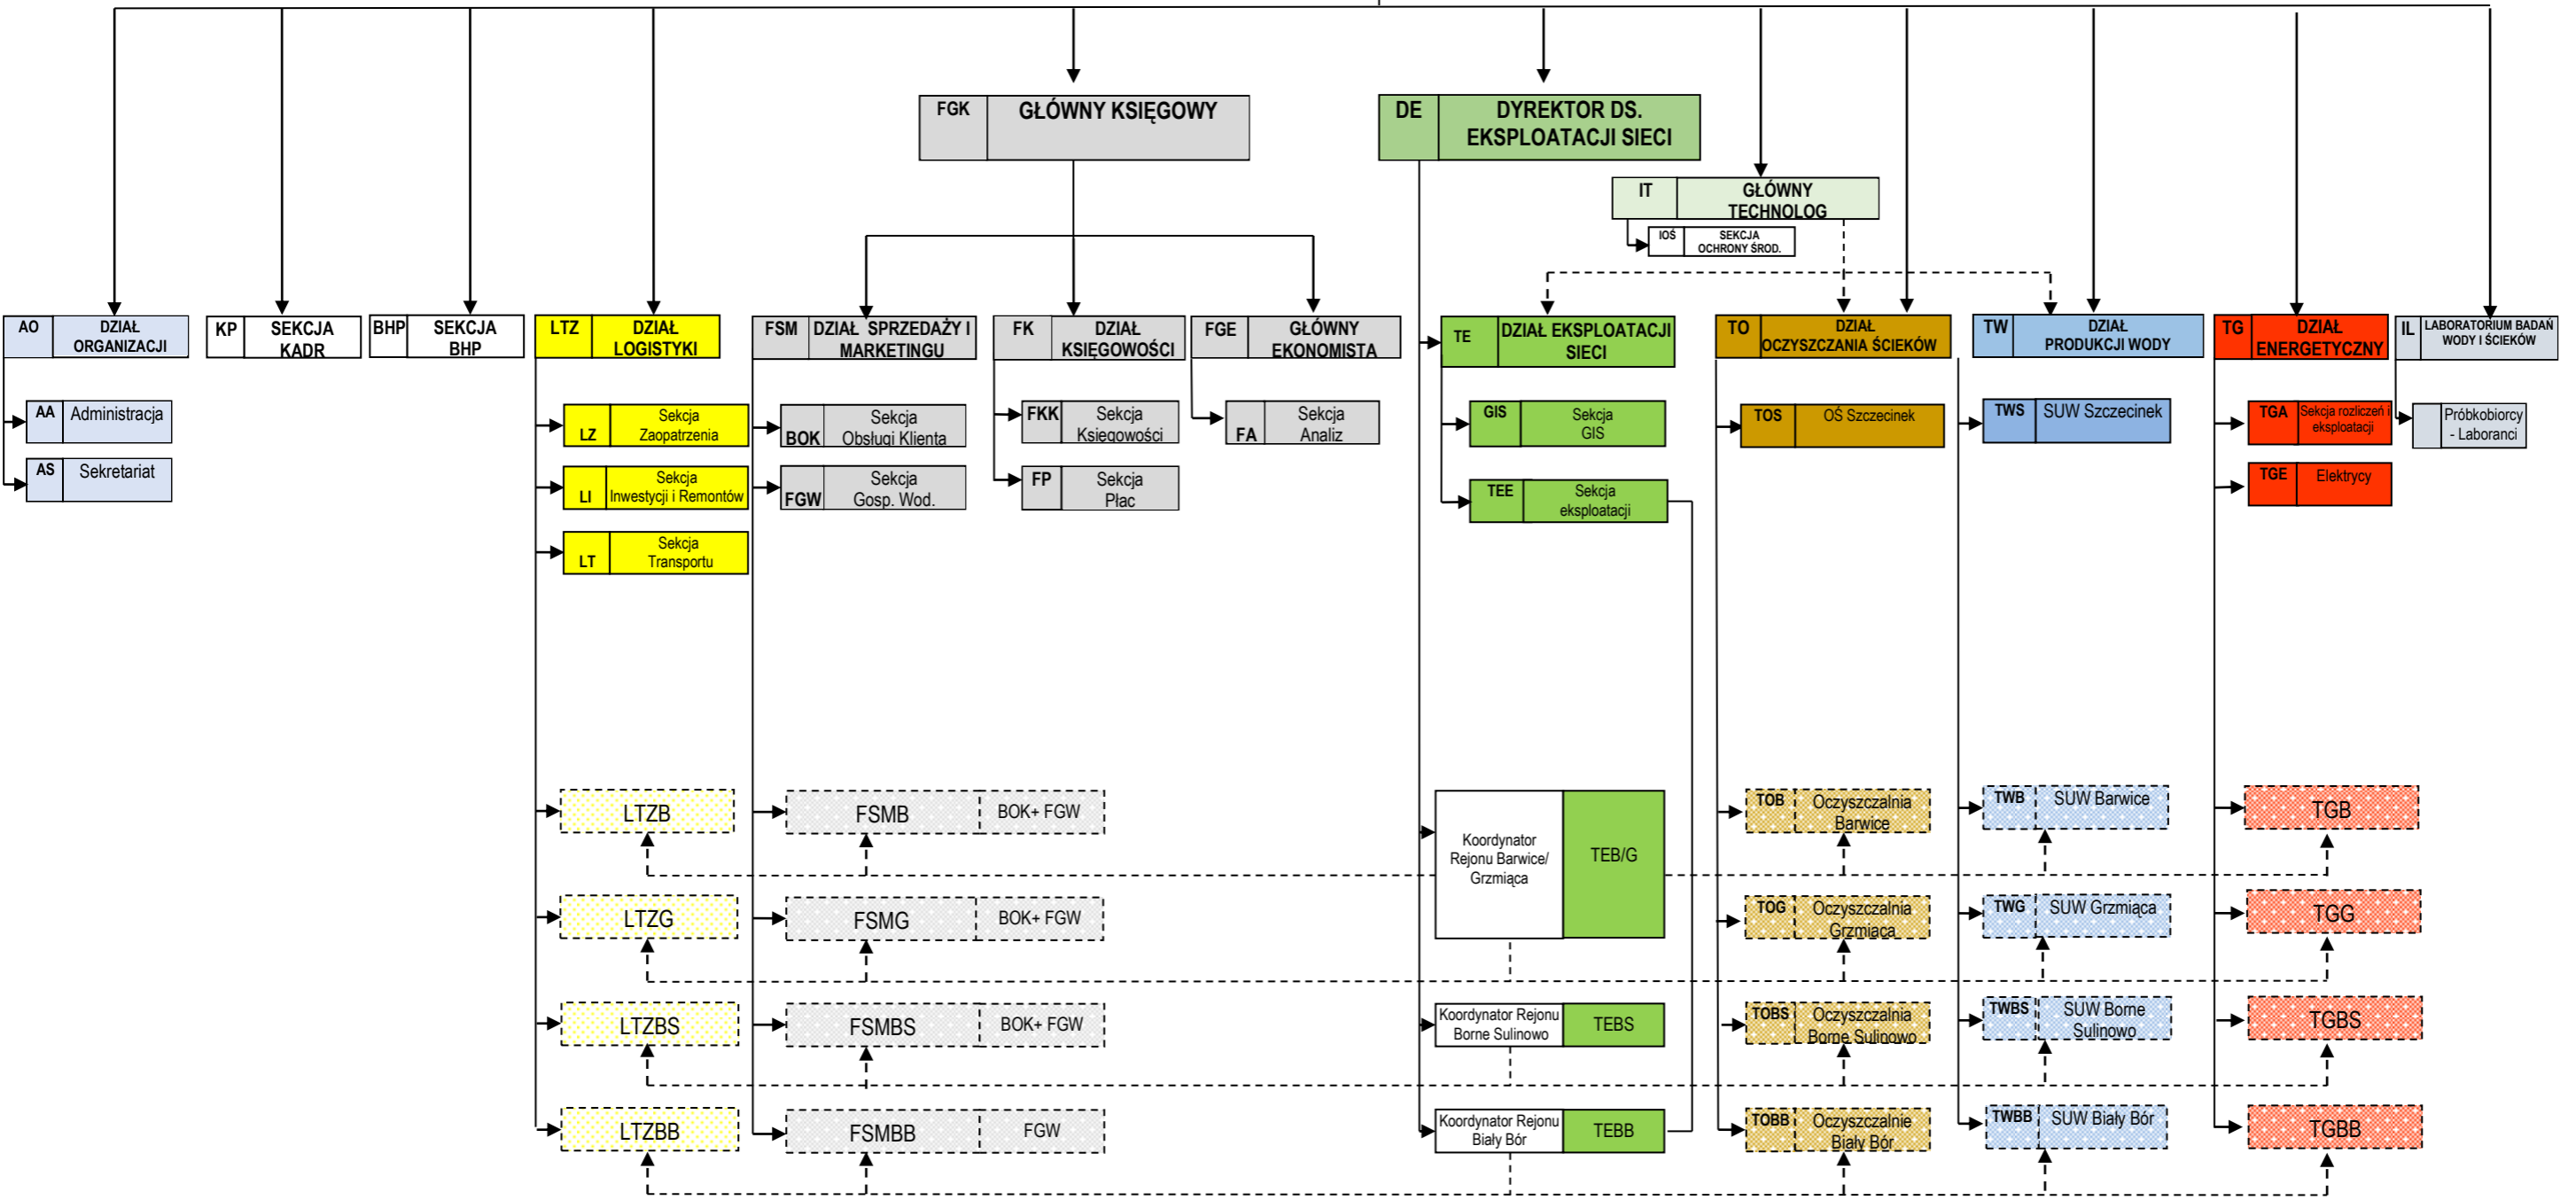 FGK
GŁÓWNY KSIĘGOWY
DE
DYREKTOR DS.
EKSPLOATACJI SIECI
IT
GŁÓWNY
TECHNOLOG
IOŚ
SEKCJA
OCHRONY ŚROD.
AO
DZIAŁ
ORGANIZACJI
KP
SEKCJA
KADR
BHP
SEKCJA
BHP
LTZ
DZIAŁ
LOGISTYKI
FSM
DZIAŁ SPRZEDAŻY I
MARKETINGU
FK
DZIAŁ
KSIĘGOWOŚCI
FGE
GŁÓWNY
EKONOMISTA
TE
DZIAŁ EKSPLOATACJI
SIECI
TO
DZIAŁ
OCZYSZCZANIA ŚCIEKÓW
TW
DZIAŁ
PRODUKCJI WODY
TG
DZIAŁ
ENERGETYCZNY
IL
LABORATORIUM BADAŃ
WODY I ŚCIEKÓW
AA
Administracja
AS
Sekretariat
LZ
Sekcja
Zaopatrzenia
LI
Sekcja
Inwestycji i Remontów
LT
Sekcja
Transportu
BOK
Sekcja
Obsługi Klienta
FGW
Sekcja
Gosp. Wod.
FKK
Sekcja
Księgowości
FP
Sekcja
Płac
FA
Sekcja
Analiz
GIS
Sekcja
GIS
TEE
Sekcja
eksploatacji
TOS
OŚ Szczecinek
TWS
SUW Szczecinek
TGA
Sekcja rozliczeń i
eksploatacji
TGE
Elektrycy
Próbkobiorcy
- Laboranci
LTZB
FSMB
BOK+ FGW
Koordynator
Rejonu Barwice/
Grzmiąca
TEB/G
TOB
Oczyszczalnia
Barwice
TWB
SUW Barwice
TGB
LTZG
FSMG
BOK+ FGW
TOG
Oczyszczalnia
Grzmiąca
TWG
SUW Grzmiąca
TGG
LTZBS
FSMBS
BOK+ FGW
Koordynator Rejonu
Borne Sulinowo
TEBS
TOBS
Oczyszczalnia
Borne Sulinowo
TWBS
SUW Borne
Sulinowo
TGBS
LTZBB
FSMBB
FGW
Koordynator Rejonu
Biały Bór
TEBB
TOBB
Oczyszczalnie
Biały Bór
TWBB
SUW Biały Bór
TGBB